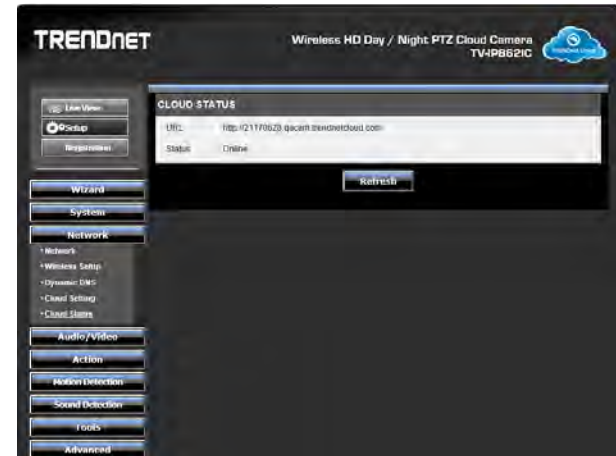 TRENDNET
Wireless HD Day / Night PTZ Cloud Camera
TV-IP862IC
Live View
Setup
CLOUD STATUS
URL
Status
Online
Refresh
Wizard
System
Network
• Network
• Wireless Setup
• Dynamic DNS
• Cloud Setting
• Cloud Status
Audio/Video
Action
Motion Detection
Sound Detection
Tools
Advanced